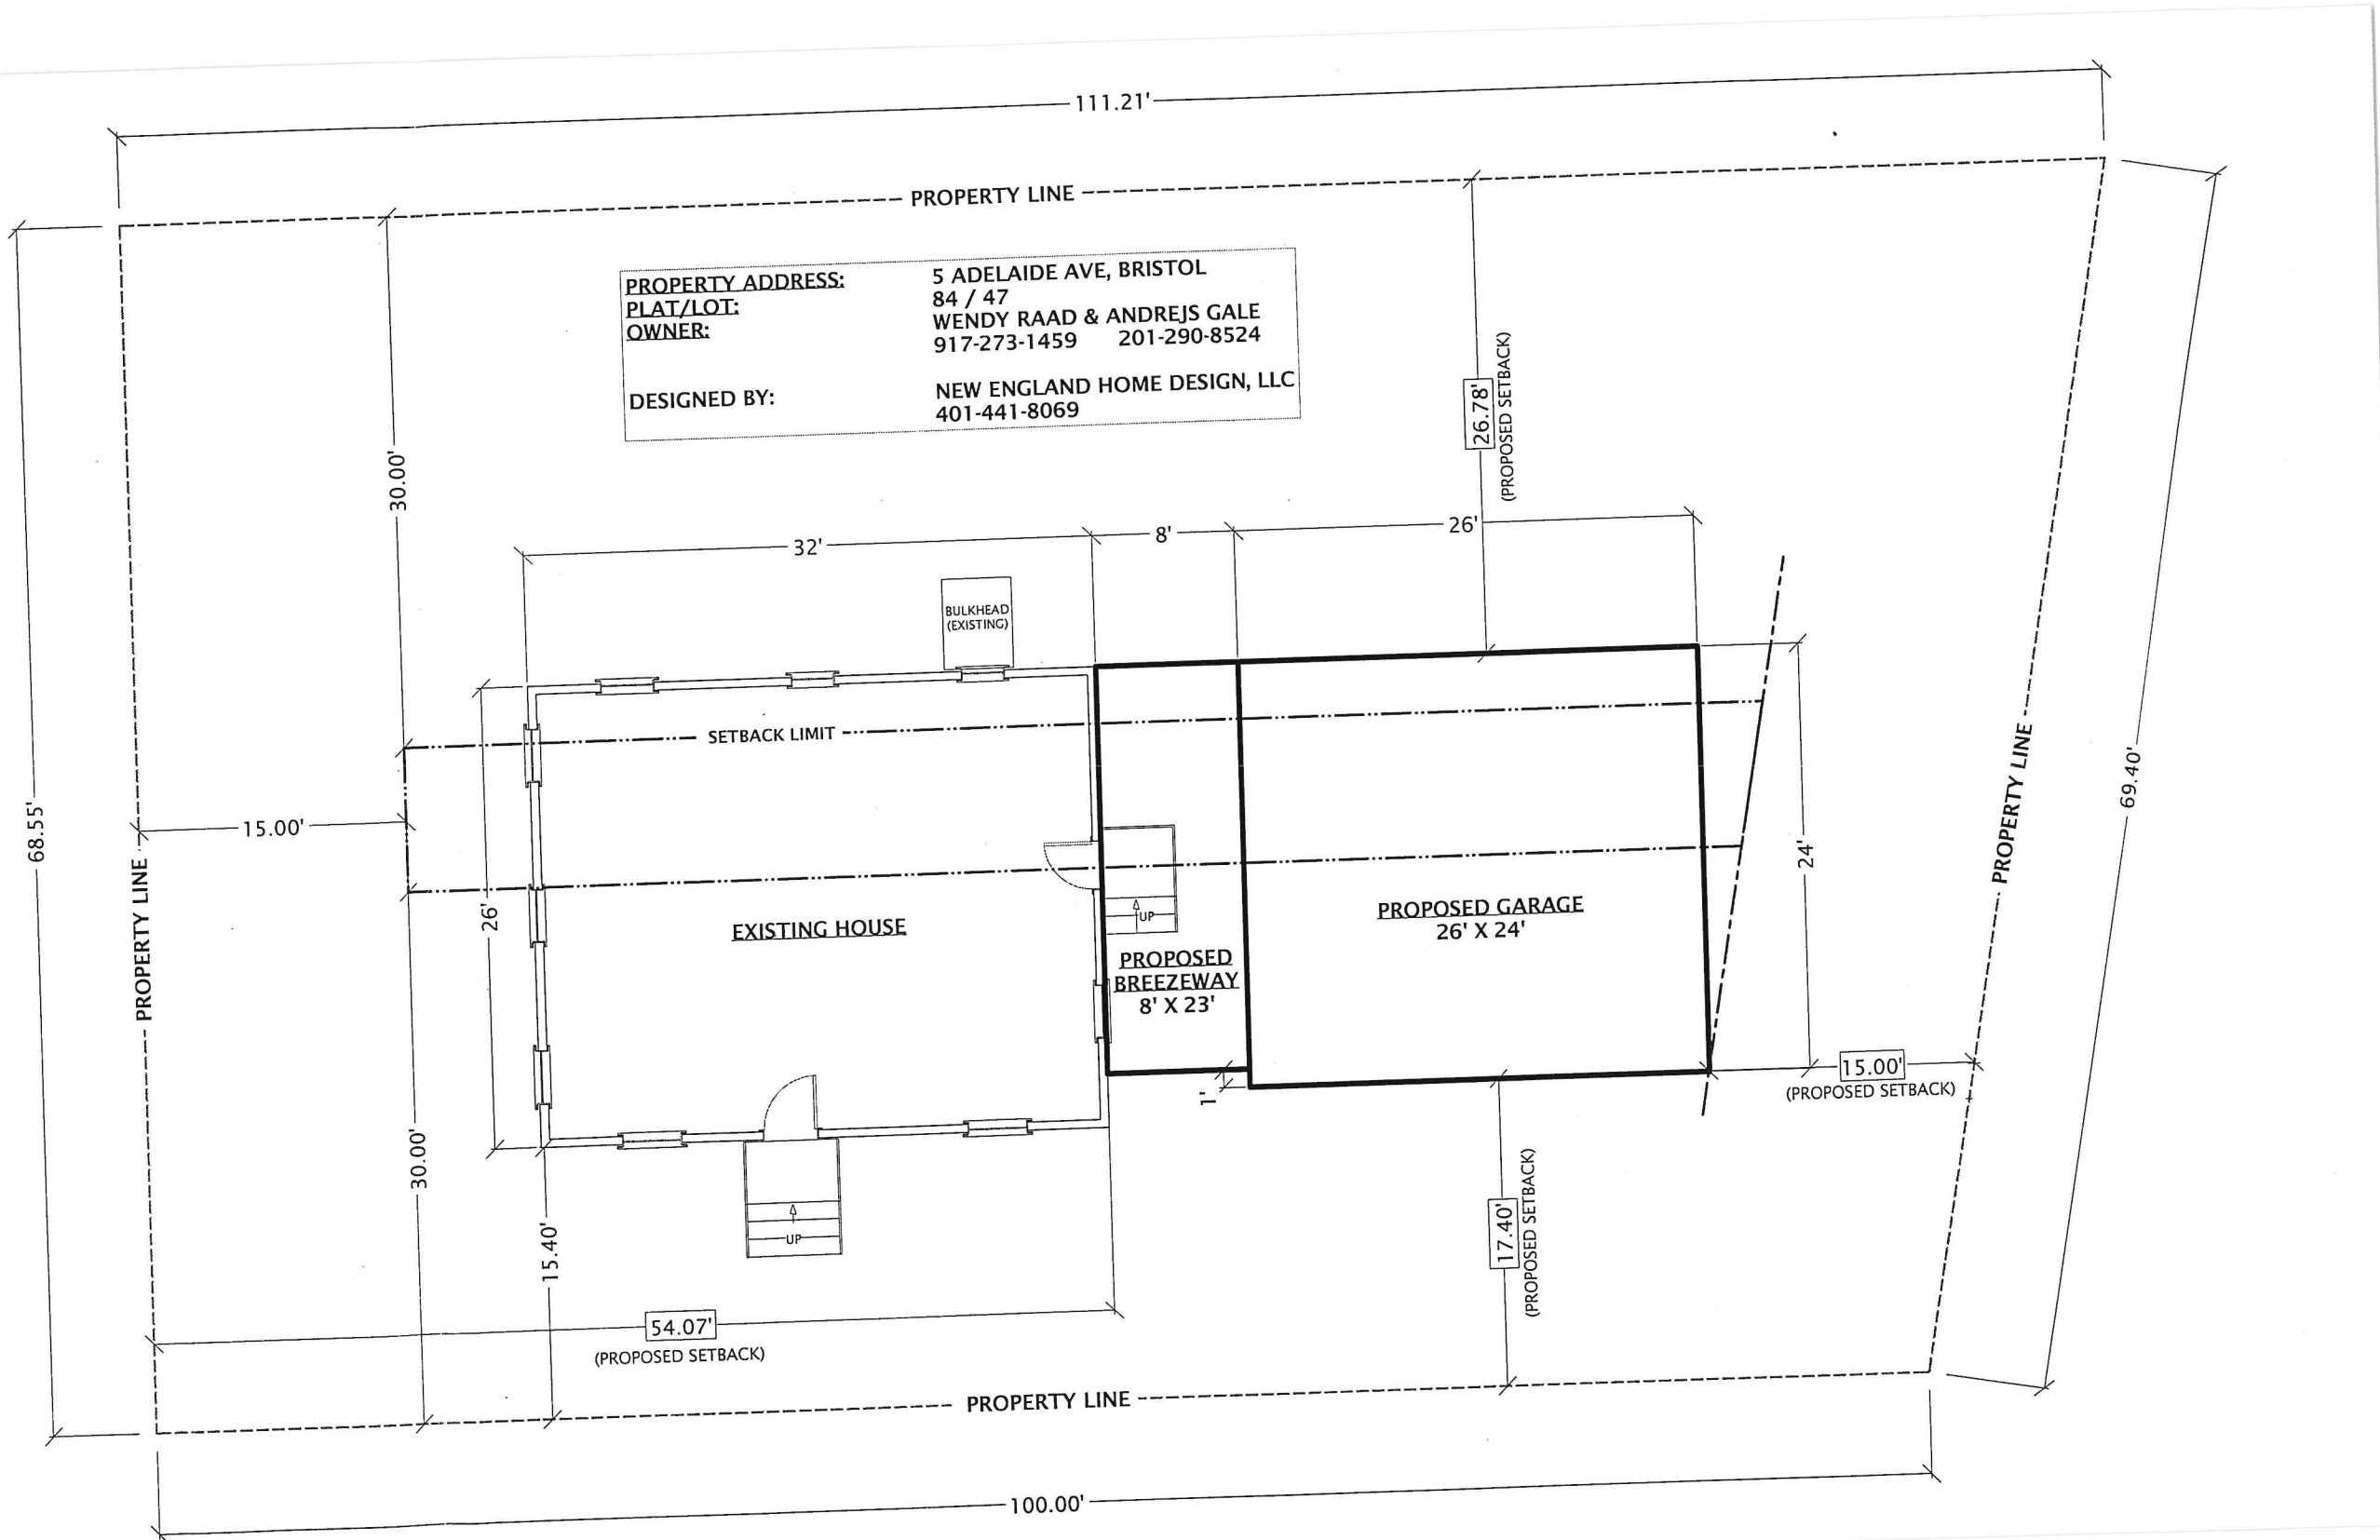 111.21'
PROPERTY LINE
PROPERTY ADDRESS: 5 ADELAIDE AVE, BRISTOL
PLAT/LOT: 84 / 47
OWNER: WENDY RAAD & ANDREJS GALE
917-273-1459 201-290-8524
DESIGNED BY: NEW ENGLAND HOME DESIGN, LLC
401-441-8069
30.00'
26.78'
(PROPOSED SETBACK)
32'
8'
26'
BULKHEAD
(EXISTING)
SETBACK LIMIT
68.55'
15.00'
PROPERTY LINE
26'
EXISTING HOUSE
UP
PROPOSED
BREEZEWAY
8' X 23'
PROPOSED GARAGE
26' X 24'
24'
PROPERTY LINE
69.40'
1'
15.00'
(PROPOSED SETBACK)
30.00'
15.40'
UP
17.40'
(PROPOSED SETBACK)
54.07'
(PROPOSED SETBACK)
PROPERTY LINE
100.00'